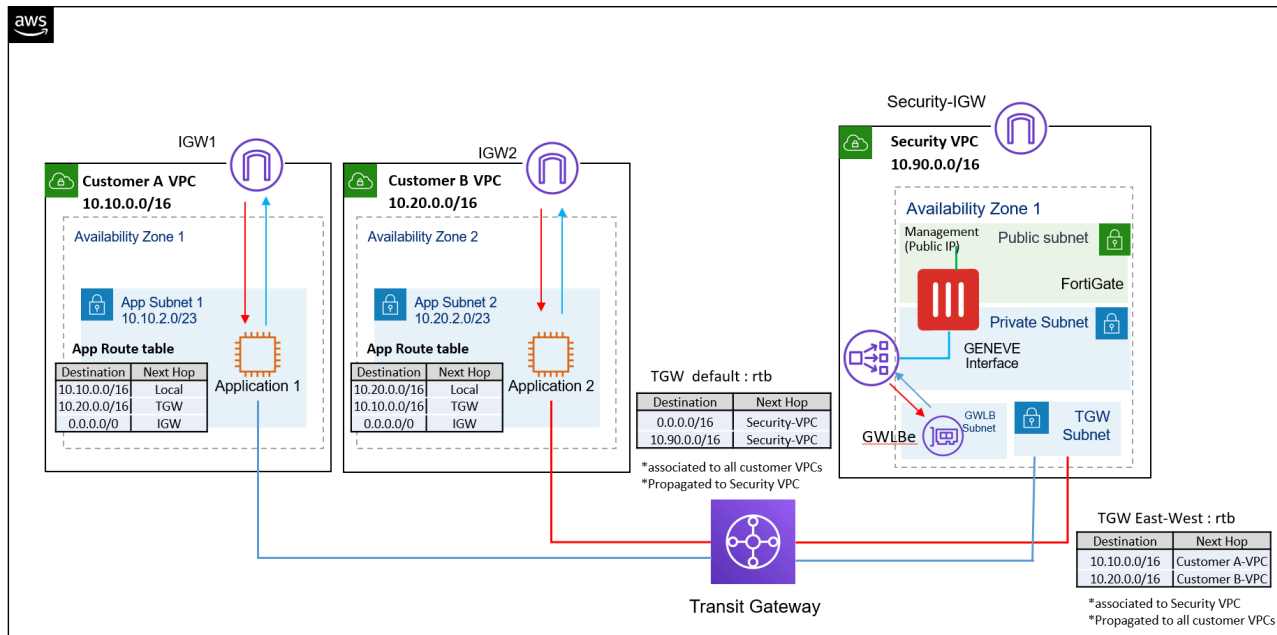 aws
Security-IGW
IGW1
IGW2
Customer A VPC
10.10.0.0/16
Availability Zone 1
App Subnet 1
10.10.2.0/23
App Route table
Destination Next Hop
10.10.0.0/16 Local
10.20.0.0/16 TGW
0.0.0.0/0 IGW
Application 1
Customer B VPC
10.20.0.0/16
Availability Zone 2
App Subnet 2
10.20.2.0/23
App Route table
Destination Next Hop
10.20.0.0/16 Local
10.10.0.0/16 TGW
0.0.0.0/0 IGW
Application 2
Security VPC
10.90.0.0/16
Availability Zone 1
Management
(Public IP)
Public subnet
FortiGate
Private Subnet
GENEVE
Interface
GWLBe
GWLB
Subnet
TGW
Subnet
TGW default : rtb
Destination Next Hop
0.0.0.0/16 Security-VPC
10.90.0.0/16 Security-VPC
*associated to all customer VPCs
*Propagated to Security VPC
Transit Gateway
TGW East-West : rtb
Destination Next Hop
10.10.0.0/16 Customer A-VPC
10.20.0.0/16 Customer B-VPC
*associated to Security VPC
*Propagated to all customer VPCs